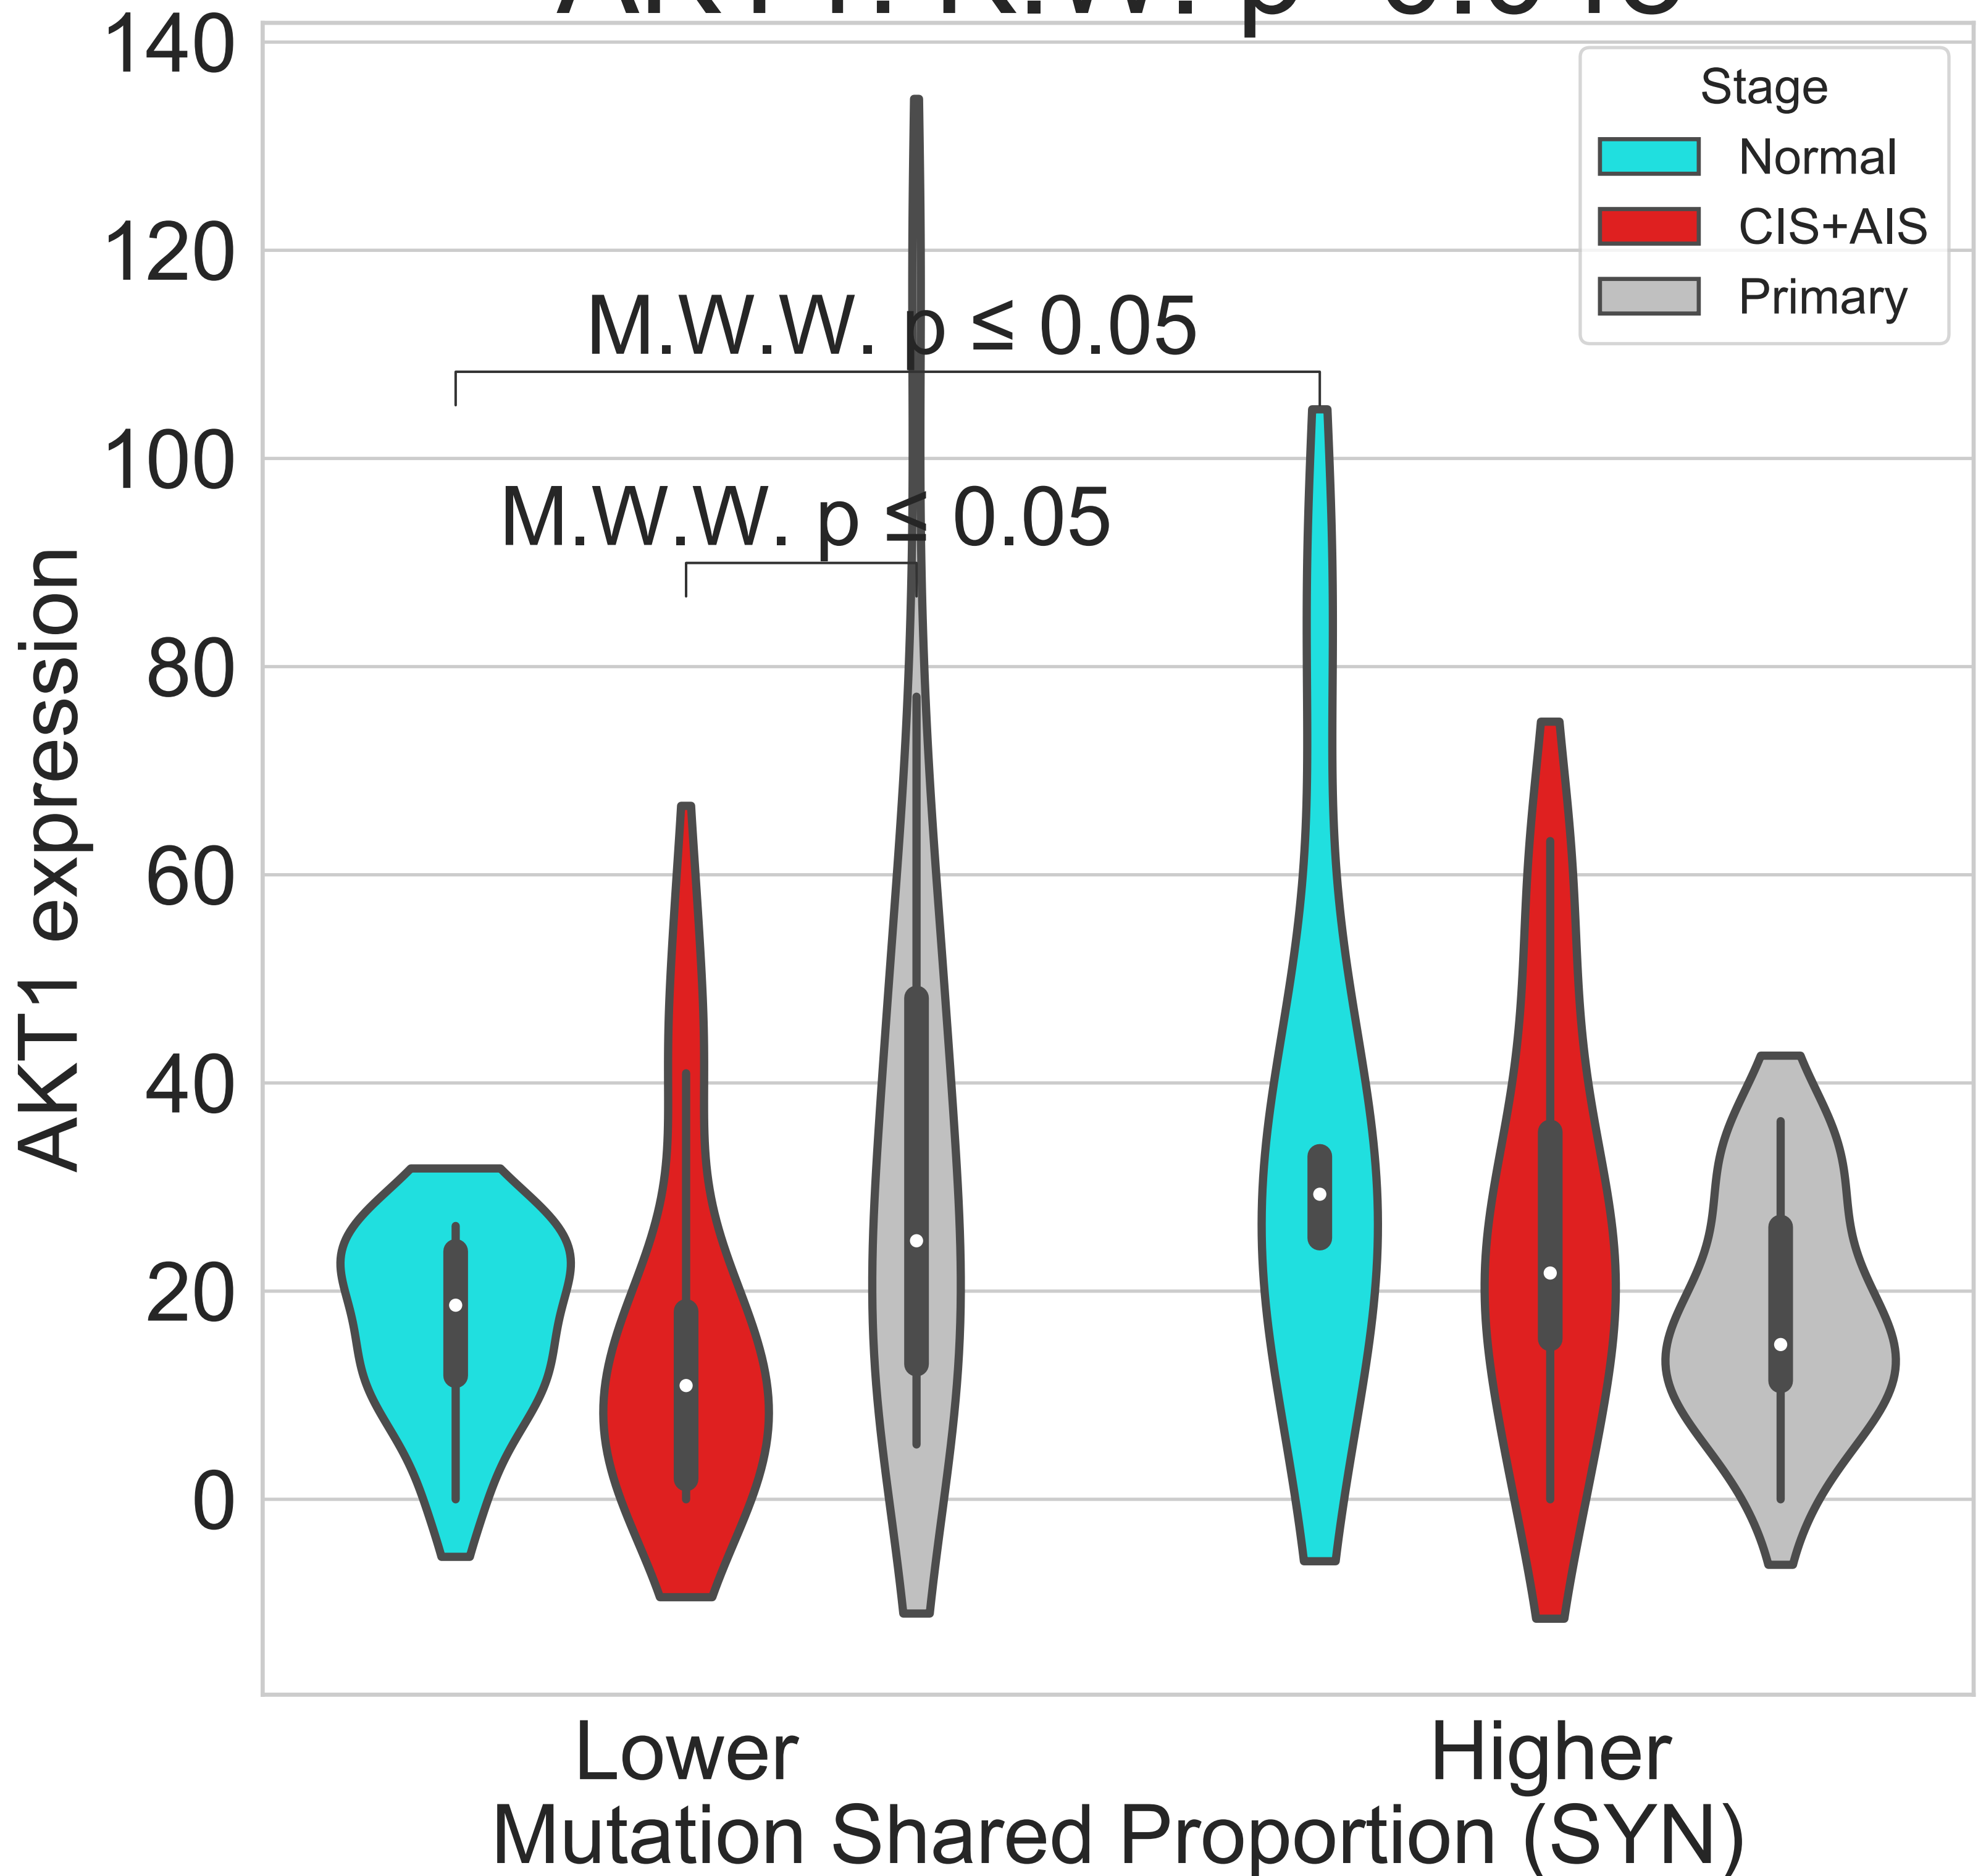 140
120
100
80
60
40
20
0
AKT1 expression
Stage
Normal
CIS+AIS
Primary
M.W.W. p ≤ 0.05
M.W.W. p ≤ 0.05
Lower
Higher
Mutation Shared Proportion (SYN)